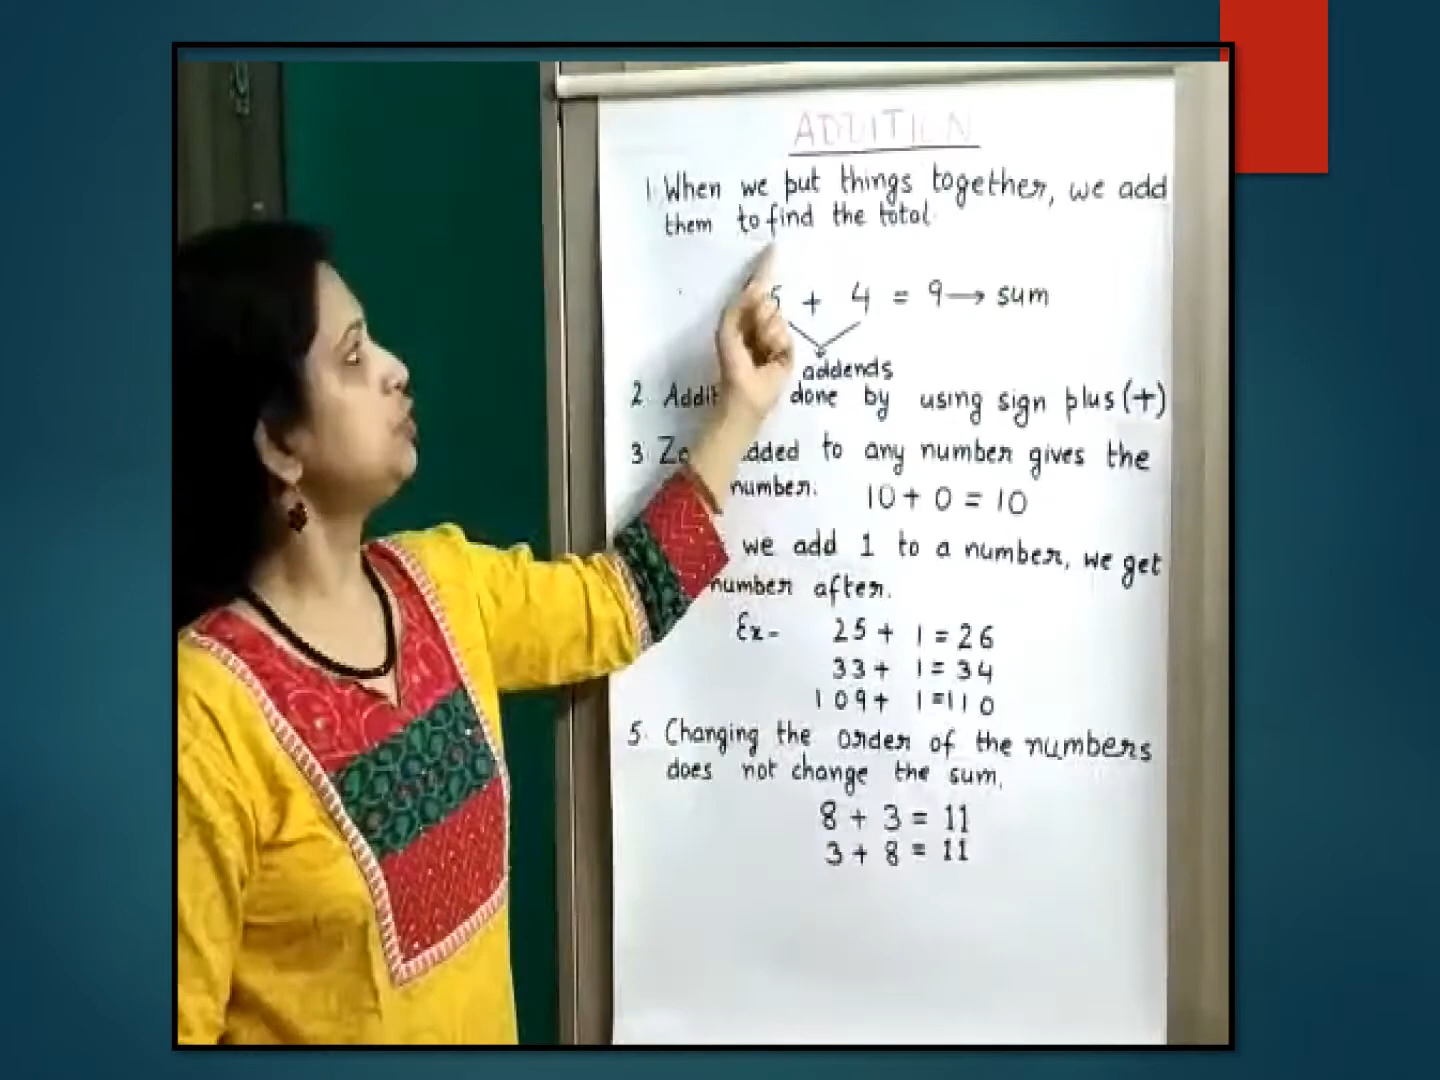 ADDITION
1. When we put things together, we add
them to find the total.
5 + 4 = 9 → sum
addends
2. done by using sign plus (+)
3. added to any number gives the
number. 10 + 0 = 10
we add 1 to a number, we get
number after.
Ex- 25 + 1 = 26
33 + 1 = 34
109 + 1 = 110
5. Changing the order of the numbers
does not change the sum.
8 + 3 = 11
3 + 8 = 11